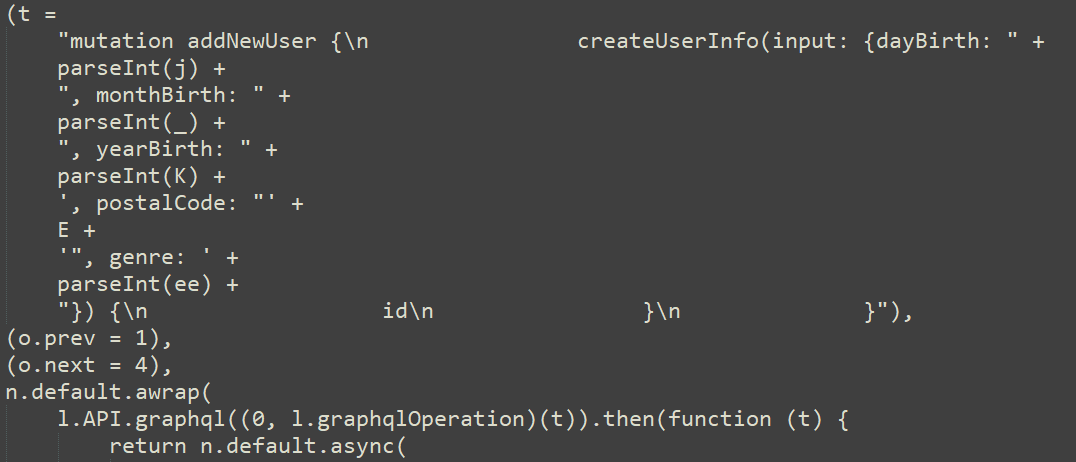 (t =
"mutation addNewUser {\n                createUserInfo(input: {dayBirth: " +
parseInt(j) +
", monthBirth: " +
parseInt(_) +
", yearBirth: " +
parseInt(K) +
', postalCode: "' +
E +
'", genre: ' +
parseInt(ee) +
"}) {\n                  id\n                }\n              }"),
(o.prev = 1),
(o.next = 4),
n.default.awrap(
l.API.graphql((0, l.graphqlOperation)(t)).then(function (t) {
return n.default.async(